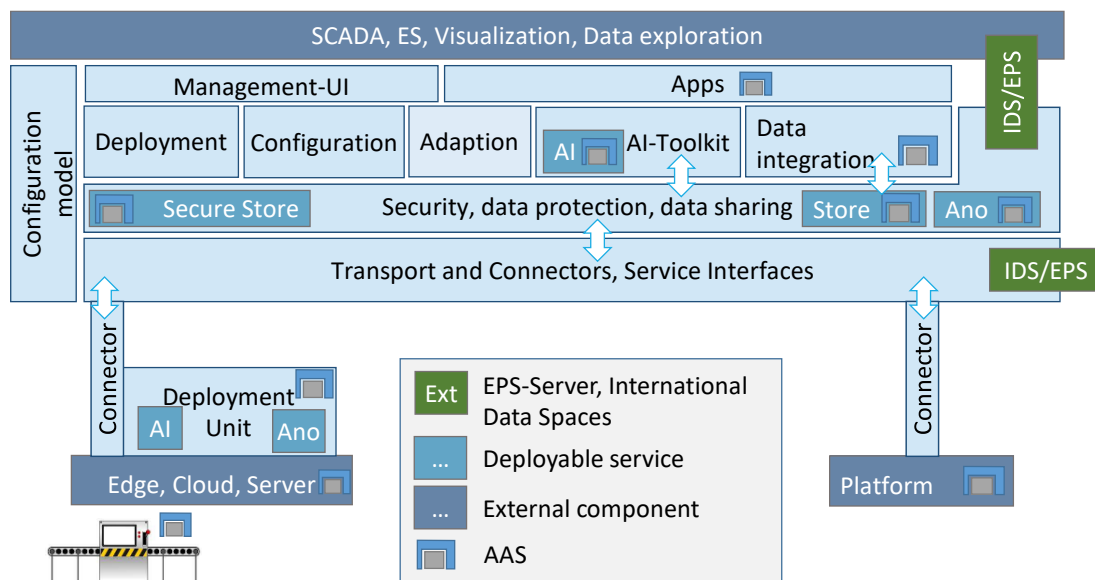 SCADA, ES, Visualization, Data exploration
IDS/EPS
Configuration
model
Management-UI
Apps
Deployment
Configuration
Adaption
AI
AI-Toolkit
Data
integration
Secure Store
Security, data protection, data sharing
Store
Ano
Transport and Connectors, Service Interfaces
IDS/EPS
Connector
Deployment
Unit
AI
Ano
Edge, Cloud, Server
Connector
Platform
Ext
EPS-Server, International
Data Spaces
...
Deployable service
...
External component
AAS